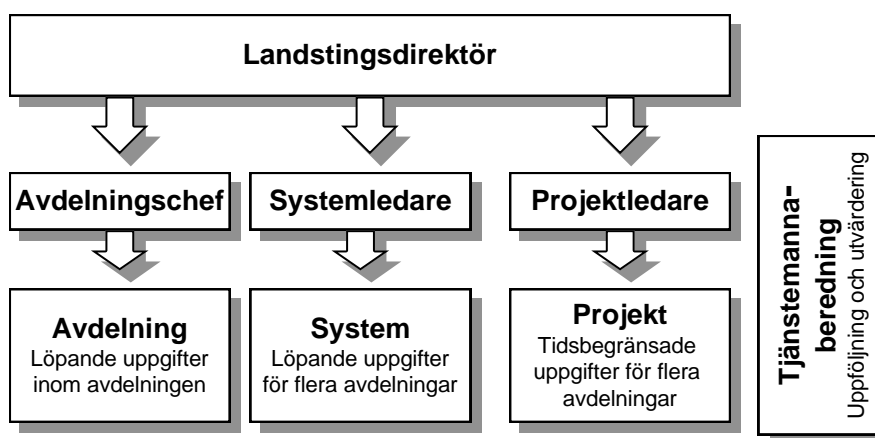 Landstingsdirektör
Avdelningschef
Systemledare
Projektledare
Avdelning
Löpande uppgifter
inom avdelningen
System
Löpande uppgifter
för flera avdelningar
Projekt
Tidsbegränsade
uppgifter för flera
avdelningar
Tjänstemanna-
beredning
Uppföljning och utvärdering